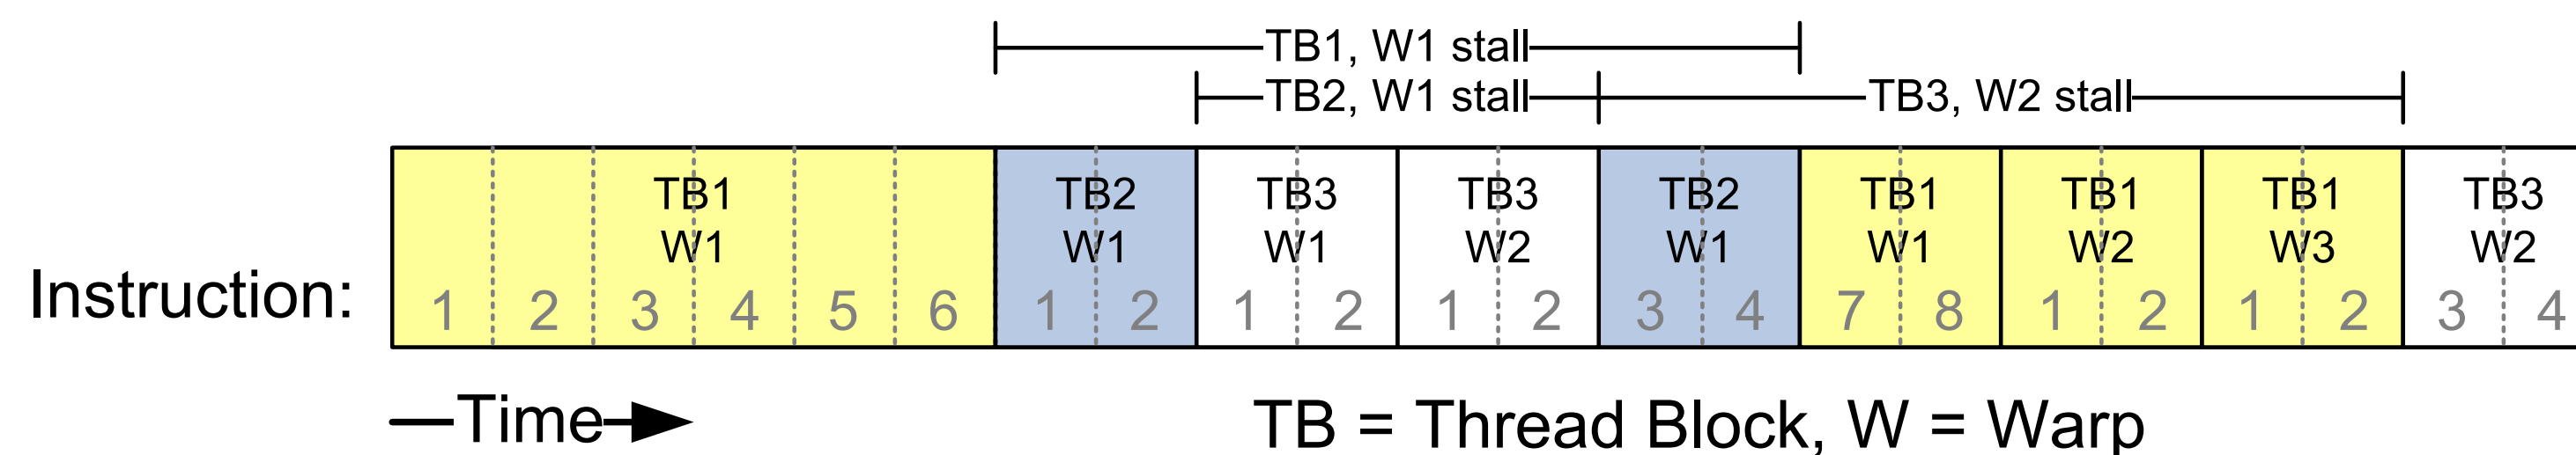 TB1, W1 stall
TB2, W1 stall TB3, W2 stall
TB1 TB2 TB3 TB3 TB2 TB1 TB1 TB1 TB3
W1 W1 W1 W2 W1 W1 W2 W3 W2
Instruction: 1 2 3 4 5 6 1 2 1 2 1 2 3 4 7 8 1 2 1 2 3 4
Time
TB = Thread Block, W = Warp